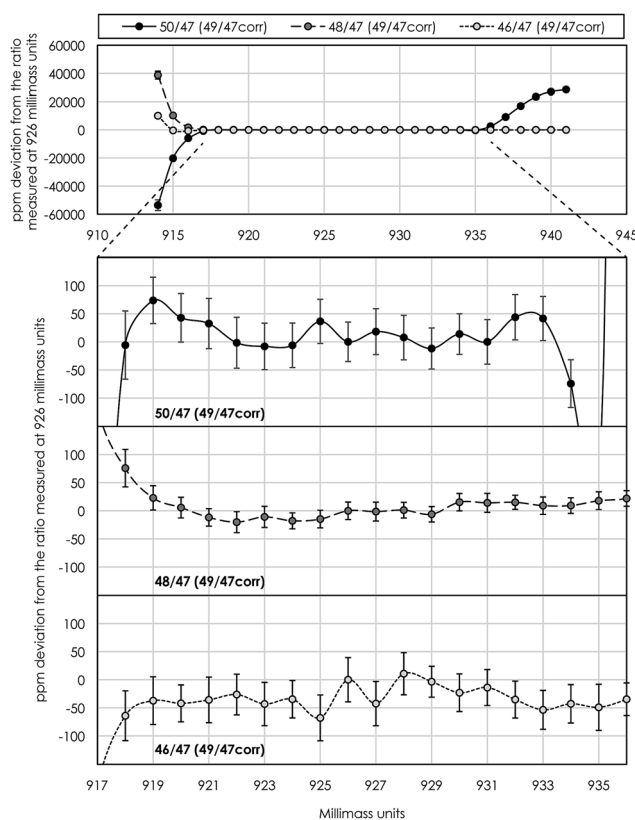 50/47 (49/47corr) 48/47 (49/47corr) 46/47 (49/47corr)
ppm deviation from the ratio
measured at 926 millimass units
60000
40000
20000
0
-20000
-40000
-60000
910 915 920 925 930 935 940 945
ppm deviation from the ratio measured at 926 millimass units
100
50
0
-50
-100
50/47 (49/47corr)
100
50
0
-50
-100
48/47 (49/47corr)
100
50
0
-50
-100
46/47 (49/47corr)
917 919 921 923 925 927 929 931 933 935
Millimass units